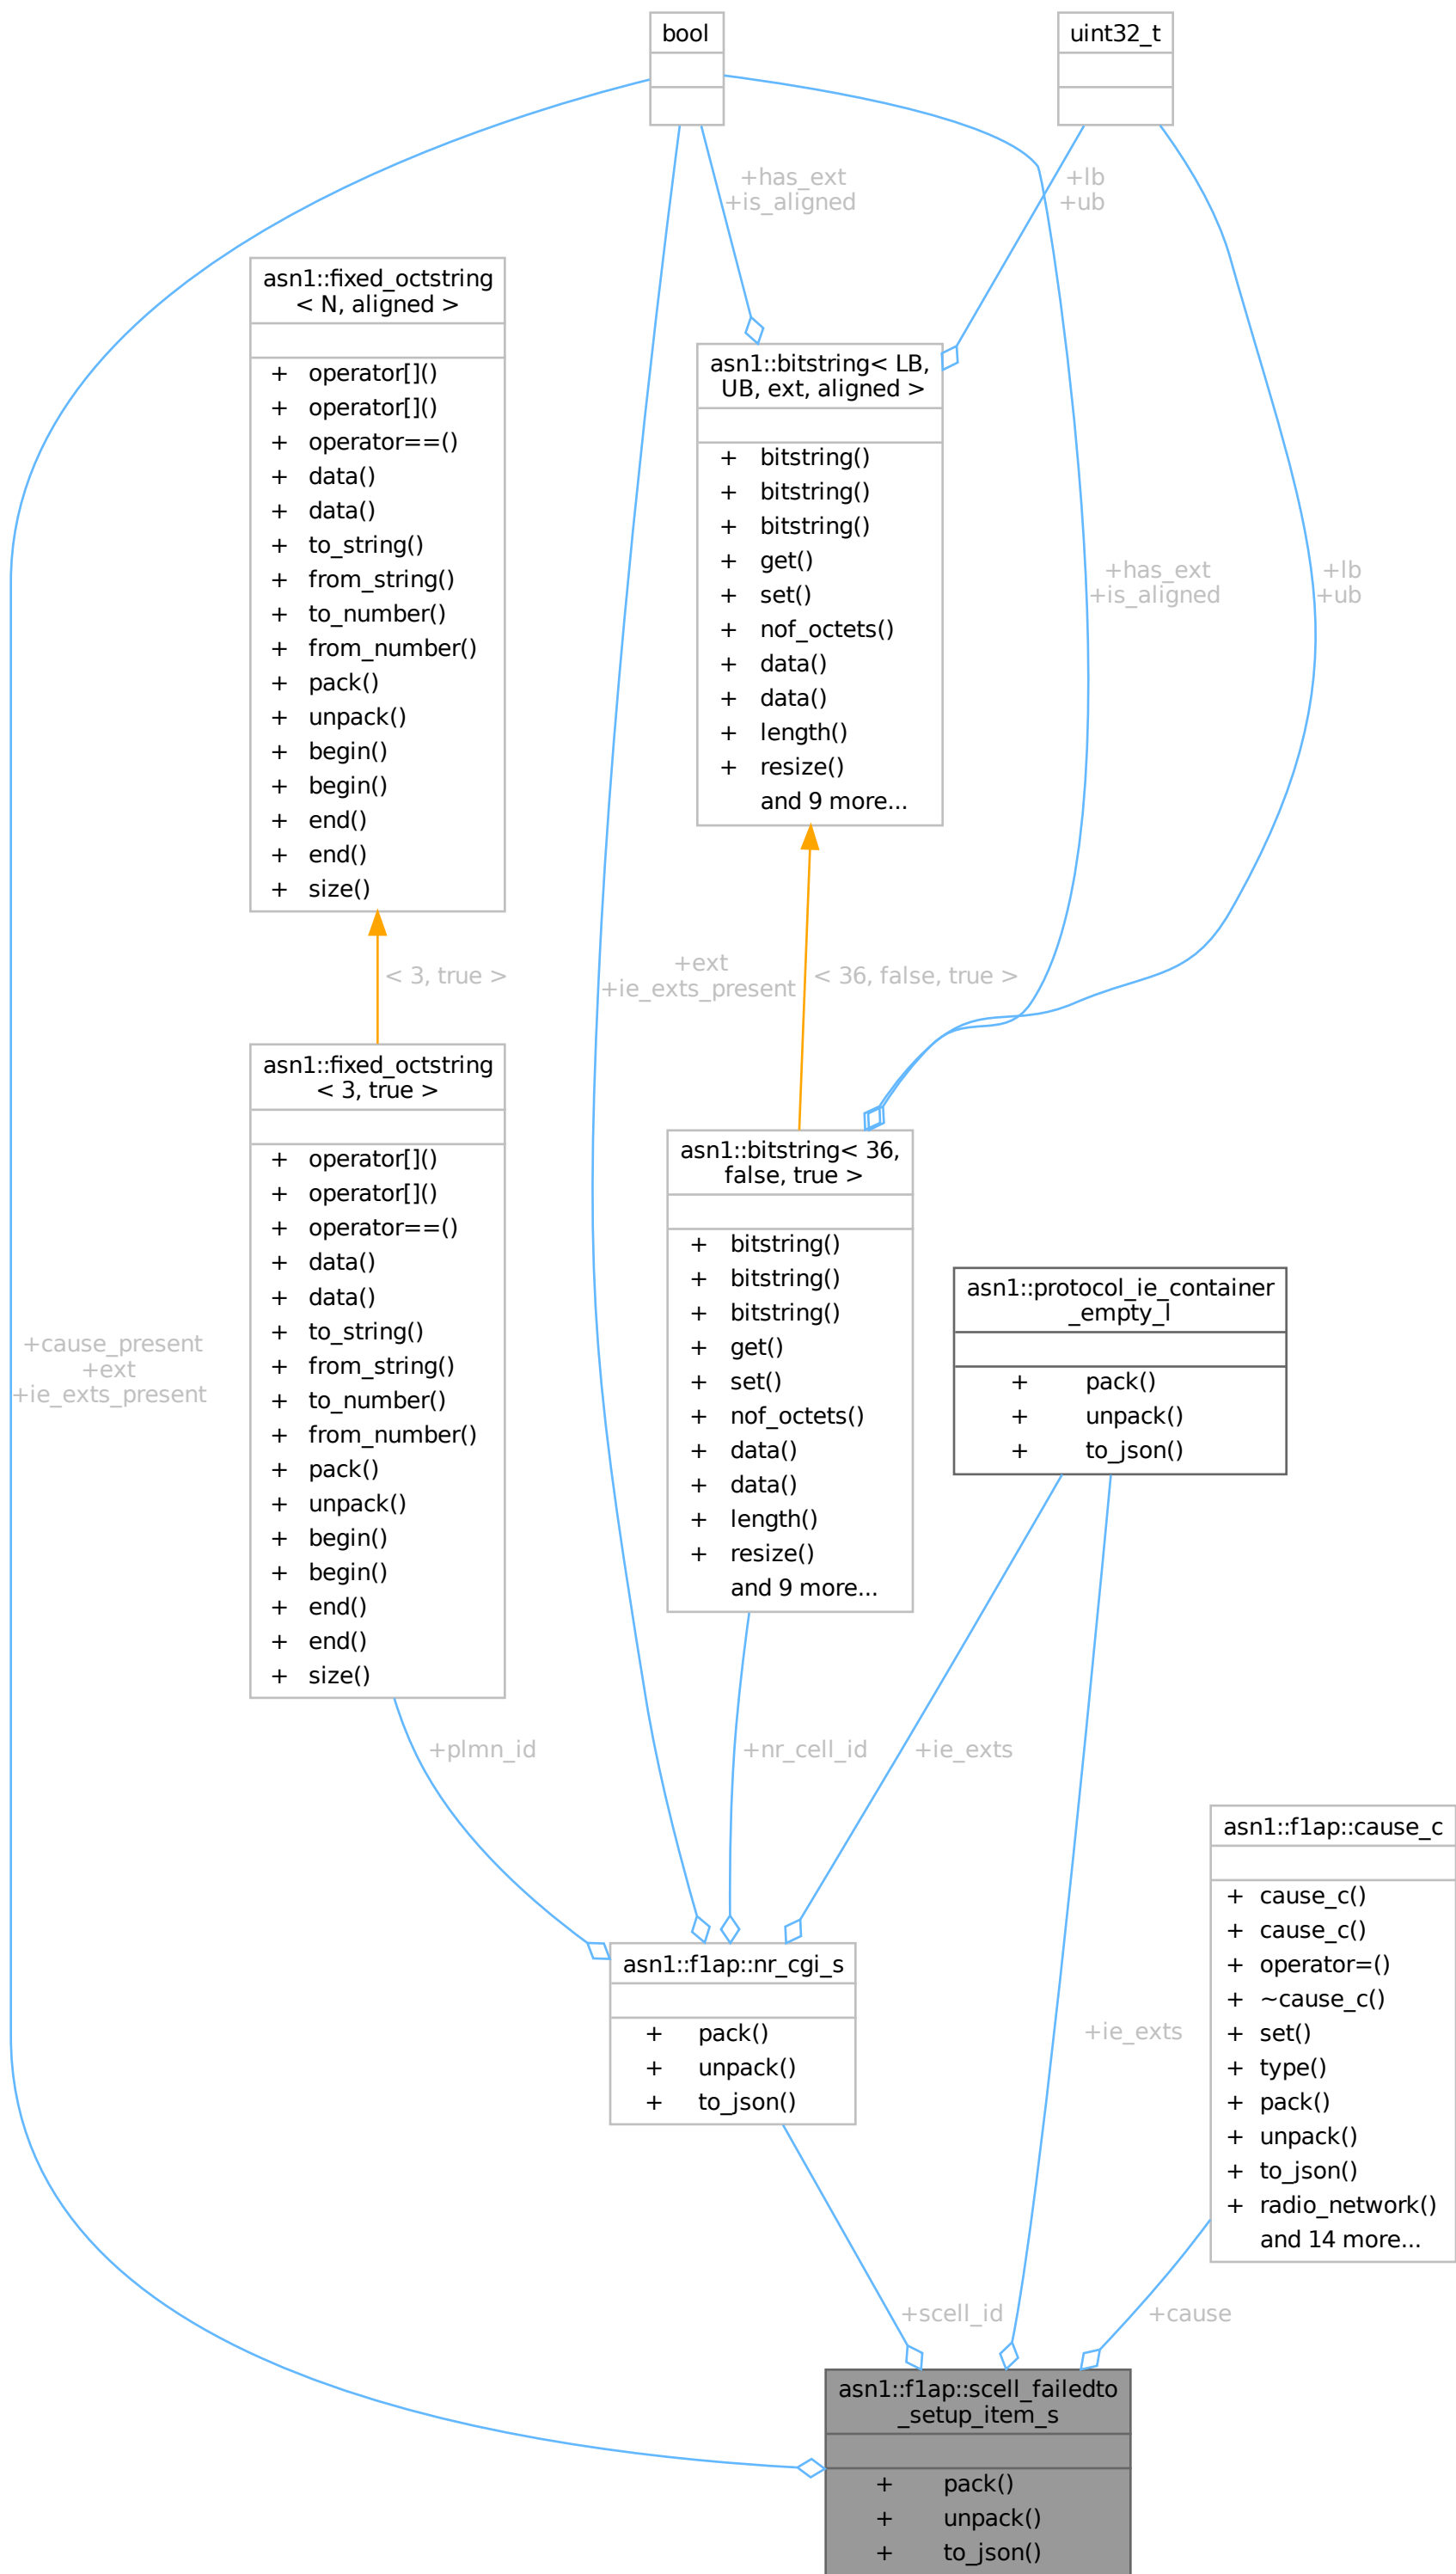 bool
uint32_t
+has_ext
+is_aligned
+lb
+ub
asn1::fixed_octstring
< N, aligned >
+ operator[]()
+ operator[]()
+ operator==()
+ data()
+ data()
+ to_string()
+ from_string()
+ to_number()
+ from_number()
+ pack()
+ unpack()
+ begin()
+ begin()
+ end()
+ end()
+ size()
asn1::bitstring< LB,
UB, ext, aligned >
+ bitstring()
+ bitstring()
+ bitstring()
+ get()
+ set()
+ nof_octets()
+ data()
+ data()
+ length()
+ resize()
and 9 more...
+has_ext
+is_aligned
+lb
+ub
< 3, true >
+ext
+ie_exts_present
< 36, false, true >
asn1::fixed_octstring
< 3, true >
+ operator[]()
+ operator[]()
+ operator==()
+ data()
+ data()
+ to_string()
+ from_string()
+ to_number()
+ from_number()
+ pack()
+ unpack()
+ begin()
+ begin()
+ end()
+ end()
+ size()
asn1::bitstring< 36,
false, true >
+ bitstring()
+ bitstring()
+ bitstring()
+ get()
+ set()
+ nof_octets()
+ data()
+ data()
+ length()
+ resize()
and 9 more...
asn1::protocol_ie_container
_empty_l
+ pack()
+ unpack()
+ to_json()
+cause_present
+ext
+ie_exts_present
+plmn_id
+nr_cell_id
+ie_exts
asn1::f1ap::cause_c
+ cause_c()
+ cause_c()
+ operator=()
+ ~cause_c()
+ set()
+ type()
+ pack()
+ unpack()
+ to_json()
+ radio_network()
and 14 more...
asn1::f1ap::nr_cgi_s
+ pack()
+ unpack()
+ to_json()
+ie_exts
+scell_id
+cause
asn1::f1ap::scell_failedto
_setup_item_s
+ pack()
+ unpack()
+ to_json()